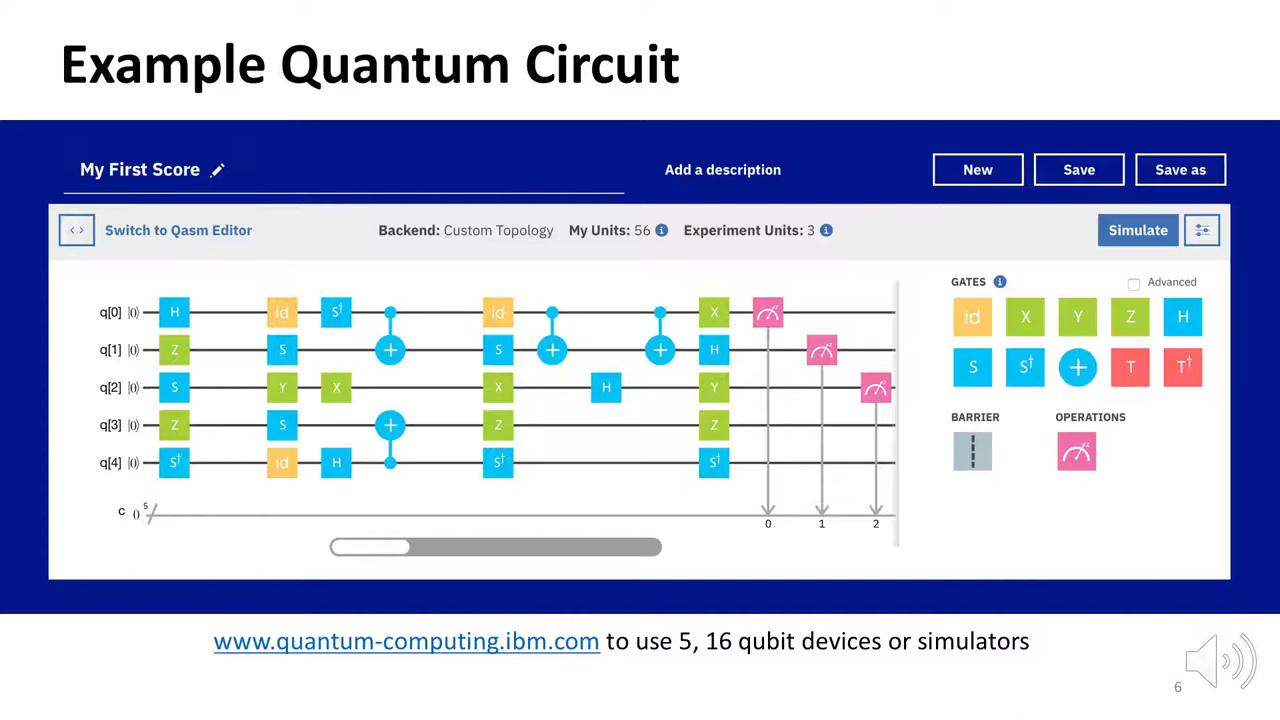 Example Quantum Circuit
My First Score
Add a description
New
Save
Save as
< >
Switch to Qasm Editor
Backend: Custom Topology
My Units: 56
Experiment Units: 3
Simulate
GATES
Advanced
q[0] |0⟩ H id S† id X
q[1] |0⟩ Z S + S + + H
q[2] |0⟩ S Y X X H Y
q[3] |0⟩ Z S + Z Z
q[4] |0⟩ S† id H S† S†
c 0 5
0 1 2
id X Y Z H
S S† + T T†
BARRIER
OPERATIONS
www.quantum-computing.ibm.com to use 5, 16 qubit devices or simulators
6